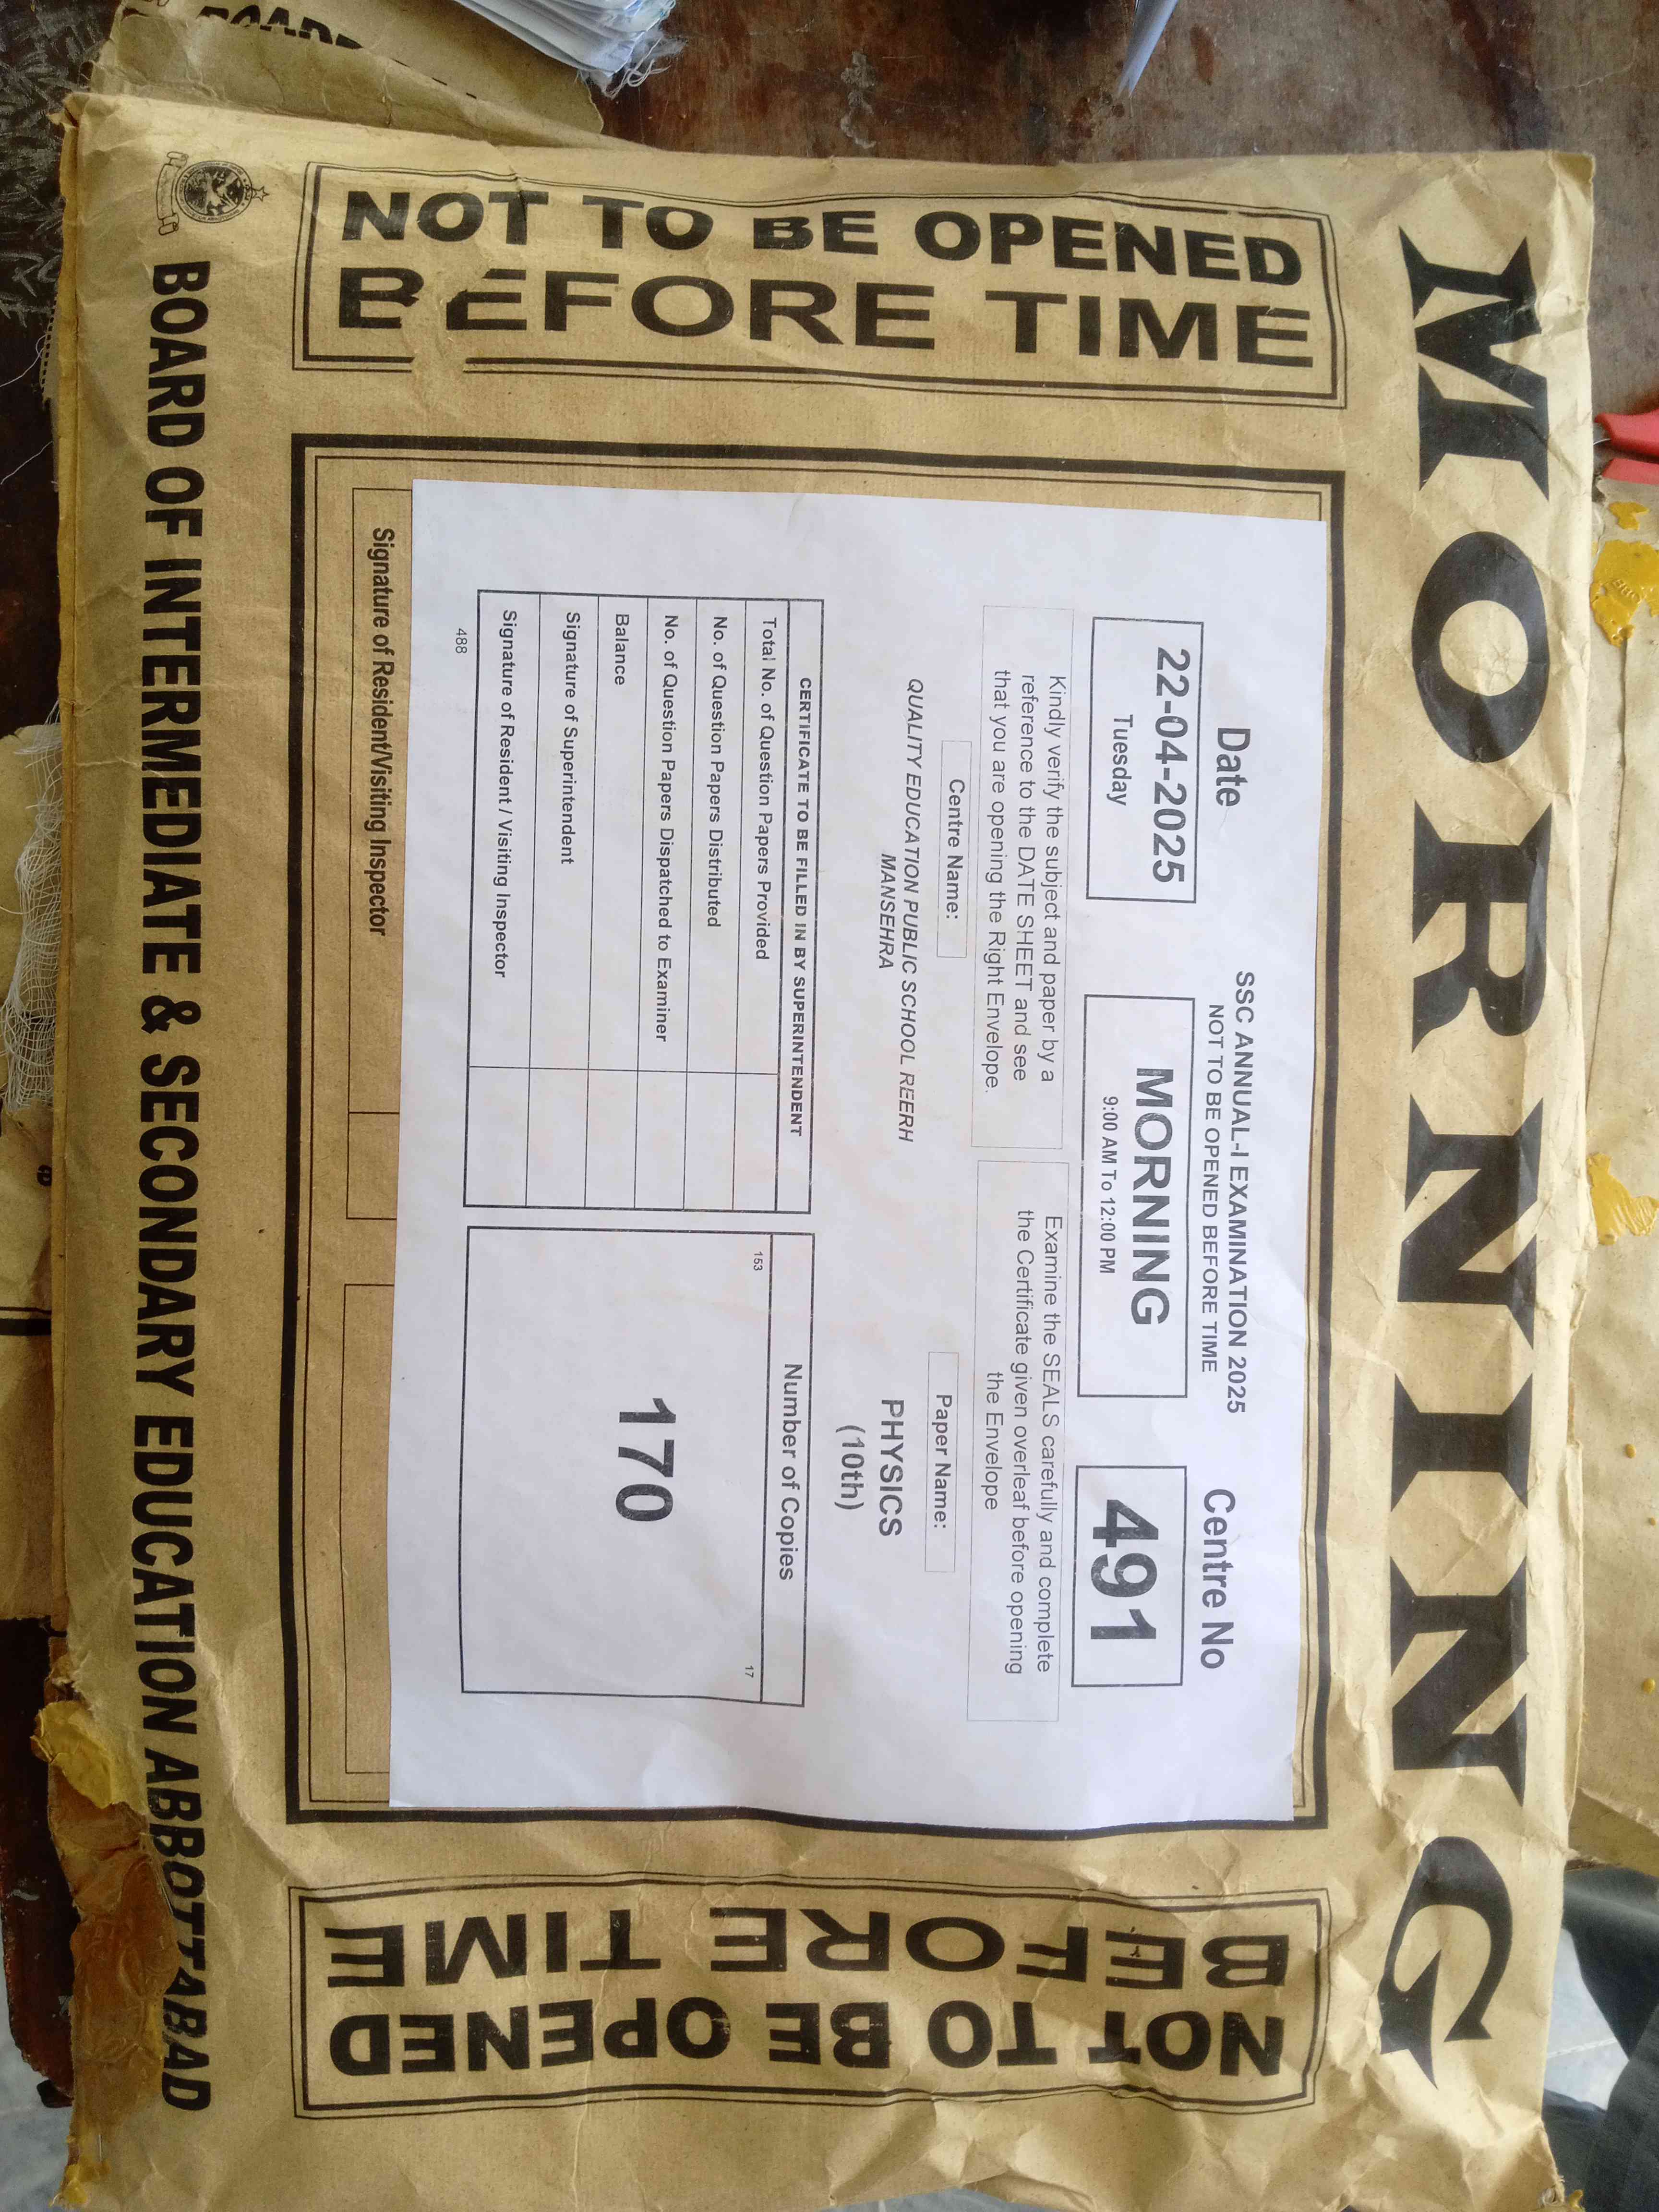 MORNING
NOT TO BE OPENED
BEFORE TIME
SSC ANNUAL-I EXAMINATION 2025
NOT TO BE OPENED BEFORE TIME
Date
22-04-2025
Tuesday
MORNING
9:00 AM To 12:00 PM
Centre No
491
Kindly verify the subject and paper by a
reference to the DATE SHEET and see
that you are opening the Right Envelope.
Examine the SEALS carefully and complete
the Certificate given overleaf before opening
the Envelope
Centre Name:
QUALITY EDUCATION PUBLIC SCHOOL REERH
MANSEHRA
Paper Name:
PHYSICS
(10th)
CERTIFICATE TO BE FILLED IN BY SUPERINTENDENT
Total No. of Question Papers Provided
No. of Question Papers Distributed
No. of Question Papers Dispatched to Examiner
Balance
Signature of Superintendent
Signature of Resident / Visiting Inspector
488
Number of Copies
153
17
170
Signature of Resident/Visiting Inspector
NOT TO BE OPENED
BEFORE TIME
BOARD OF INTERMEDIATE & SECONDARY EDUCATION ABBOTTABAD